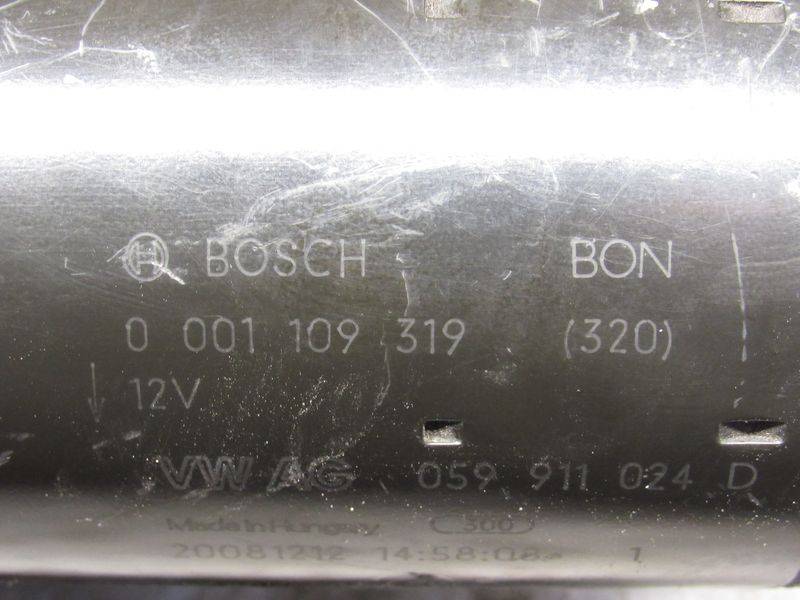 BOSCH BON
0 001 109 319 (320)
12V
VW AG 059 911 024 D
Made in Hungary 300
20081212 14:58:08 1